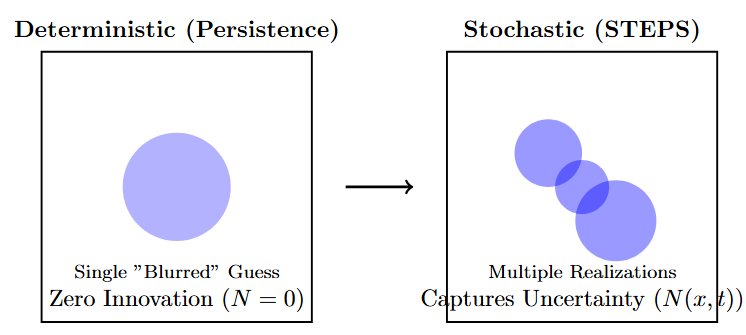 Deterministic (Persistence)
Stochastic (STEPS)
Single ”Blurred” Guess
Zero Innovation (N = 0)
Multiple Realizations
Captures Uncertainty (N(x, t))